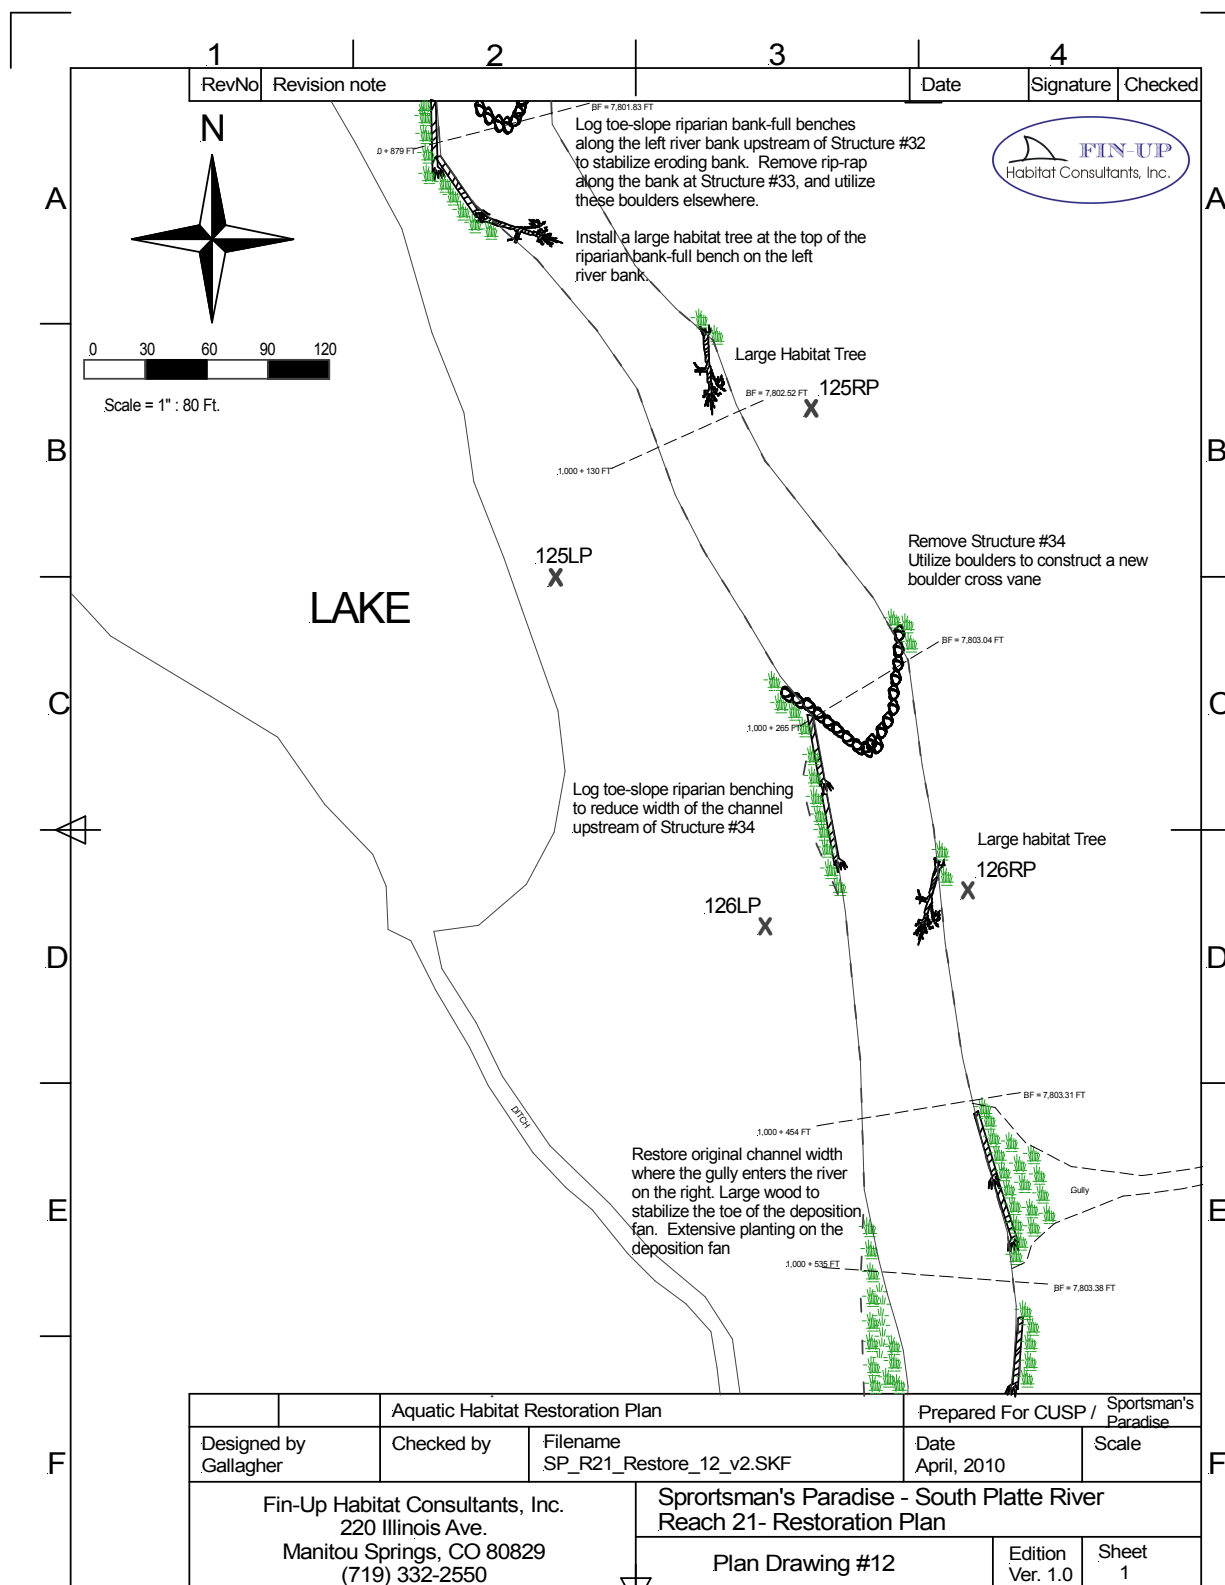 1 2 3 4
RevNo Revision note Date Signature Checked
N
A A
BF = 7,801.83 FT
0 + 879 FT
Log toe-slope riparian bank-full benches
along the left river bank upstream of Structure #32
to stabilize eroding bank. Remove rip-rap
along the bank at Structure #33, and utilize
these boulders elsewhere.
FIN-UP
Habitat Consultants, Inc.
Install a large habitat tree at the top of the
riparian bank-full bench on the left
river bank.
0 30 60 90 120
Scale = 1" : 80 Ft.
Large Habitat Tree
BF = 7,802.52 FT
125RP
B B
1,000 + 130 FT
125LP
LAKE
Remove Structure #34
Utilize boulders to construct a new
boulder cross vane
BF = 7,803.04 FT
C C
1,000 + 265 FT
Log toe-slope riparian benching
to reduce width of the channel
upstream of Structure #34
Large habitat Tree
126RP
126LP
D D
DITCH
BF = 7,803.31 FT
1,000 + 454 FT
Restore original channel width
where the gully enters the river
on the right. Large wood to
stabilize the toe of the deposition
fan. Extensive planting on the
deposition fan
Gully
E E
1,000 + 535 FT
BF = 7,803.38 FT
Aquatic Habitat Restoration Plan
Prepared For CUSP / Sportsman's
Paradise
F F
Designed by
Gallagher
Checked by
Filename
SP_R21_Restore_12_v2.SKF
Date
April, 2010
Scale
Fin-Up Habitat Consultants, Inc.
220 Illinois Ave.
Manitou Springs, CO 80829
(719) 332-2550
Sprortsman's Paradise - South Platte River
Reach 21- Restoration Plan
Plan Drawing #12
Edition
Ver. 1.0
Sheet
1